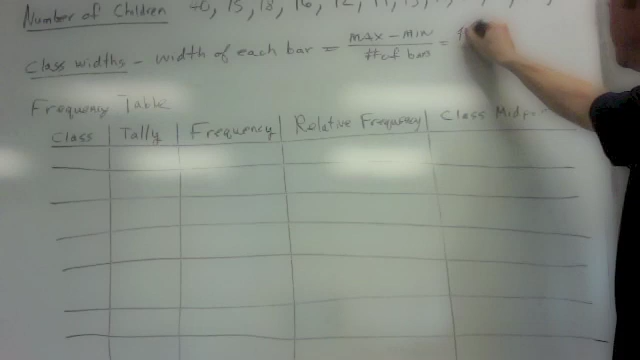 Number of Children 40, 15, 18, 16, 12, 11, 13,
Class widths - width of each bar = MAX - MIN / # of bars =
Frequency Table
Class Tally Frequency Relative Frequency Class